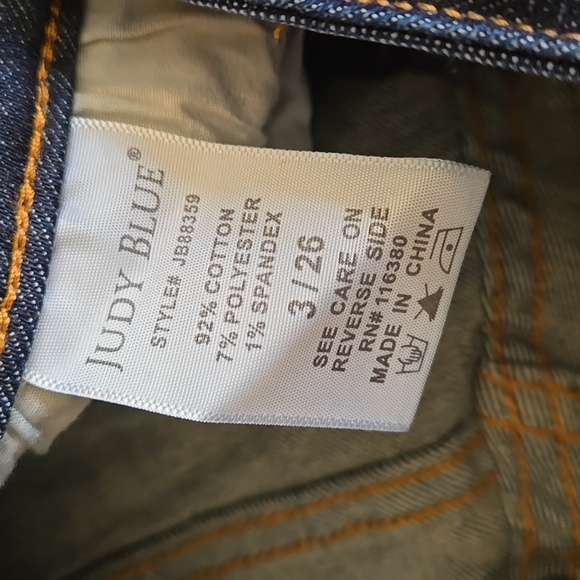 JUDY BLUE®
STYLE# JB88359
92% COTTON
7% POLYESTER
1% SPANDEX
3 / 26
SEE CARE ON
REVERSE SIDE
RN# 116380
MADE IN CHINA